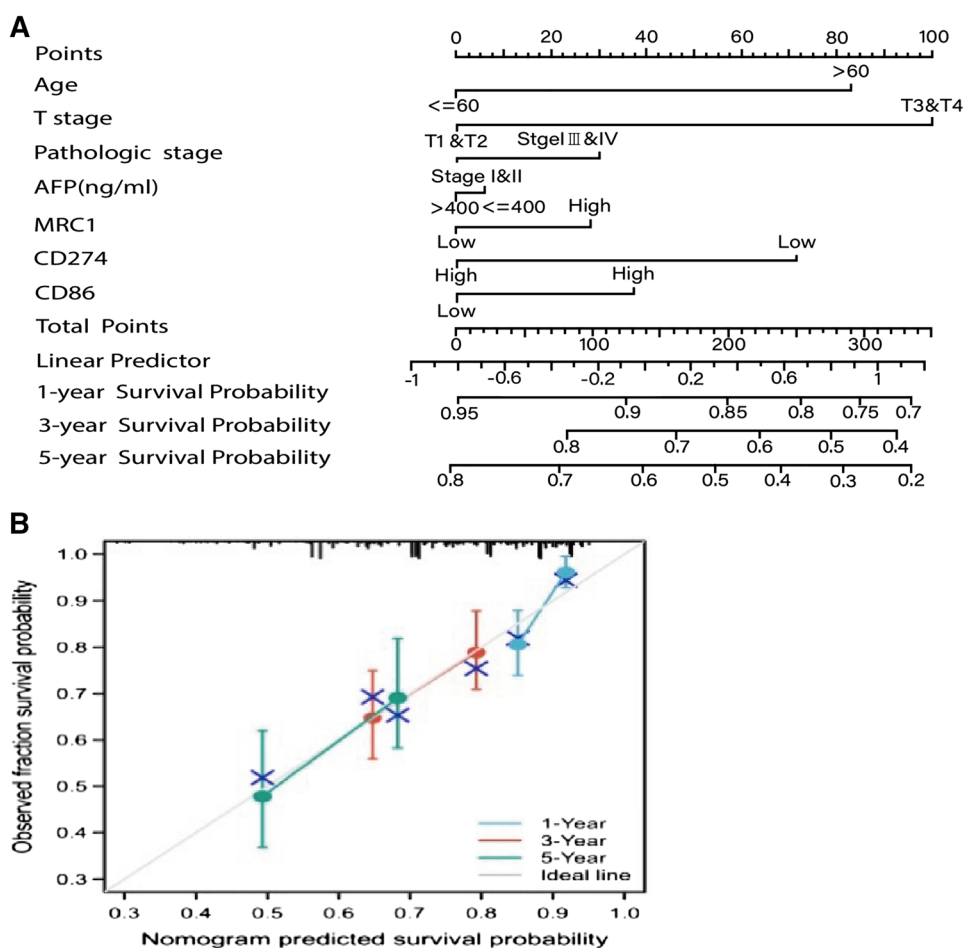 A
Points 0 20 40 60 80 100
Age <=60 >60
T stage T1 &T2 T3&T4
Pathologic stage Stage I&II StgeIⅢ&IV
AFP(ng/ml) >400 <=400
MRC1 Low High
CD274 High Low
CD86 Low High
Total Points 0 100 200 300
Linear Predictor -1 -0.6 -0.2 0.2 0.6 1
1-year Survival Probability 0.95 0.9 0.85 0.8 0.75 0.7
3-year Survival Probability 0.8 0.7 0.6 0.5 0.4
5-year Survival Probability 0.8 0.7 0.6 0.5 0.4 0.3 0.2
B
Observed fraction survival probability
1.0
0.9
0.8
0.7
0.6
0.5
0.4
0.3
1-Year
3-Year
5-Year
Ideal line
0.3 0.4 0.5 0.6 0.7 0.8 0.9 1.0
Nomogram predicted survival probability